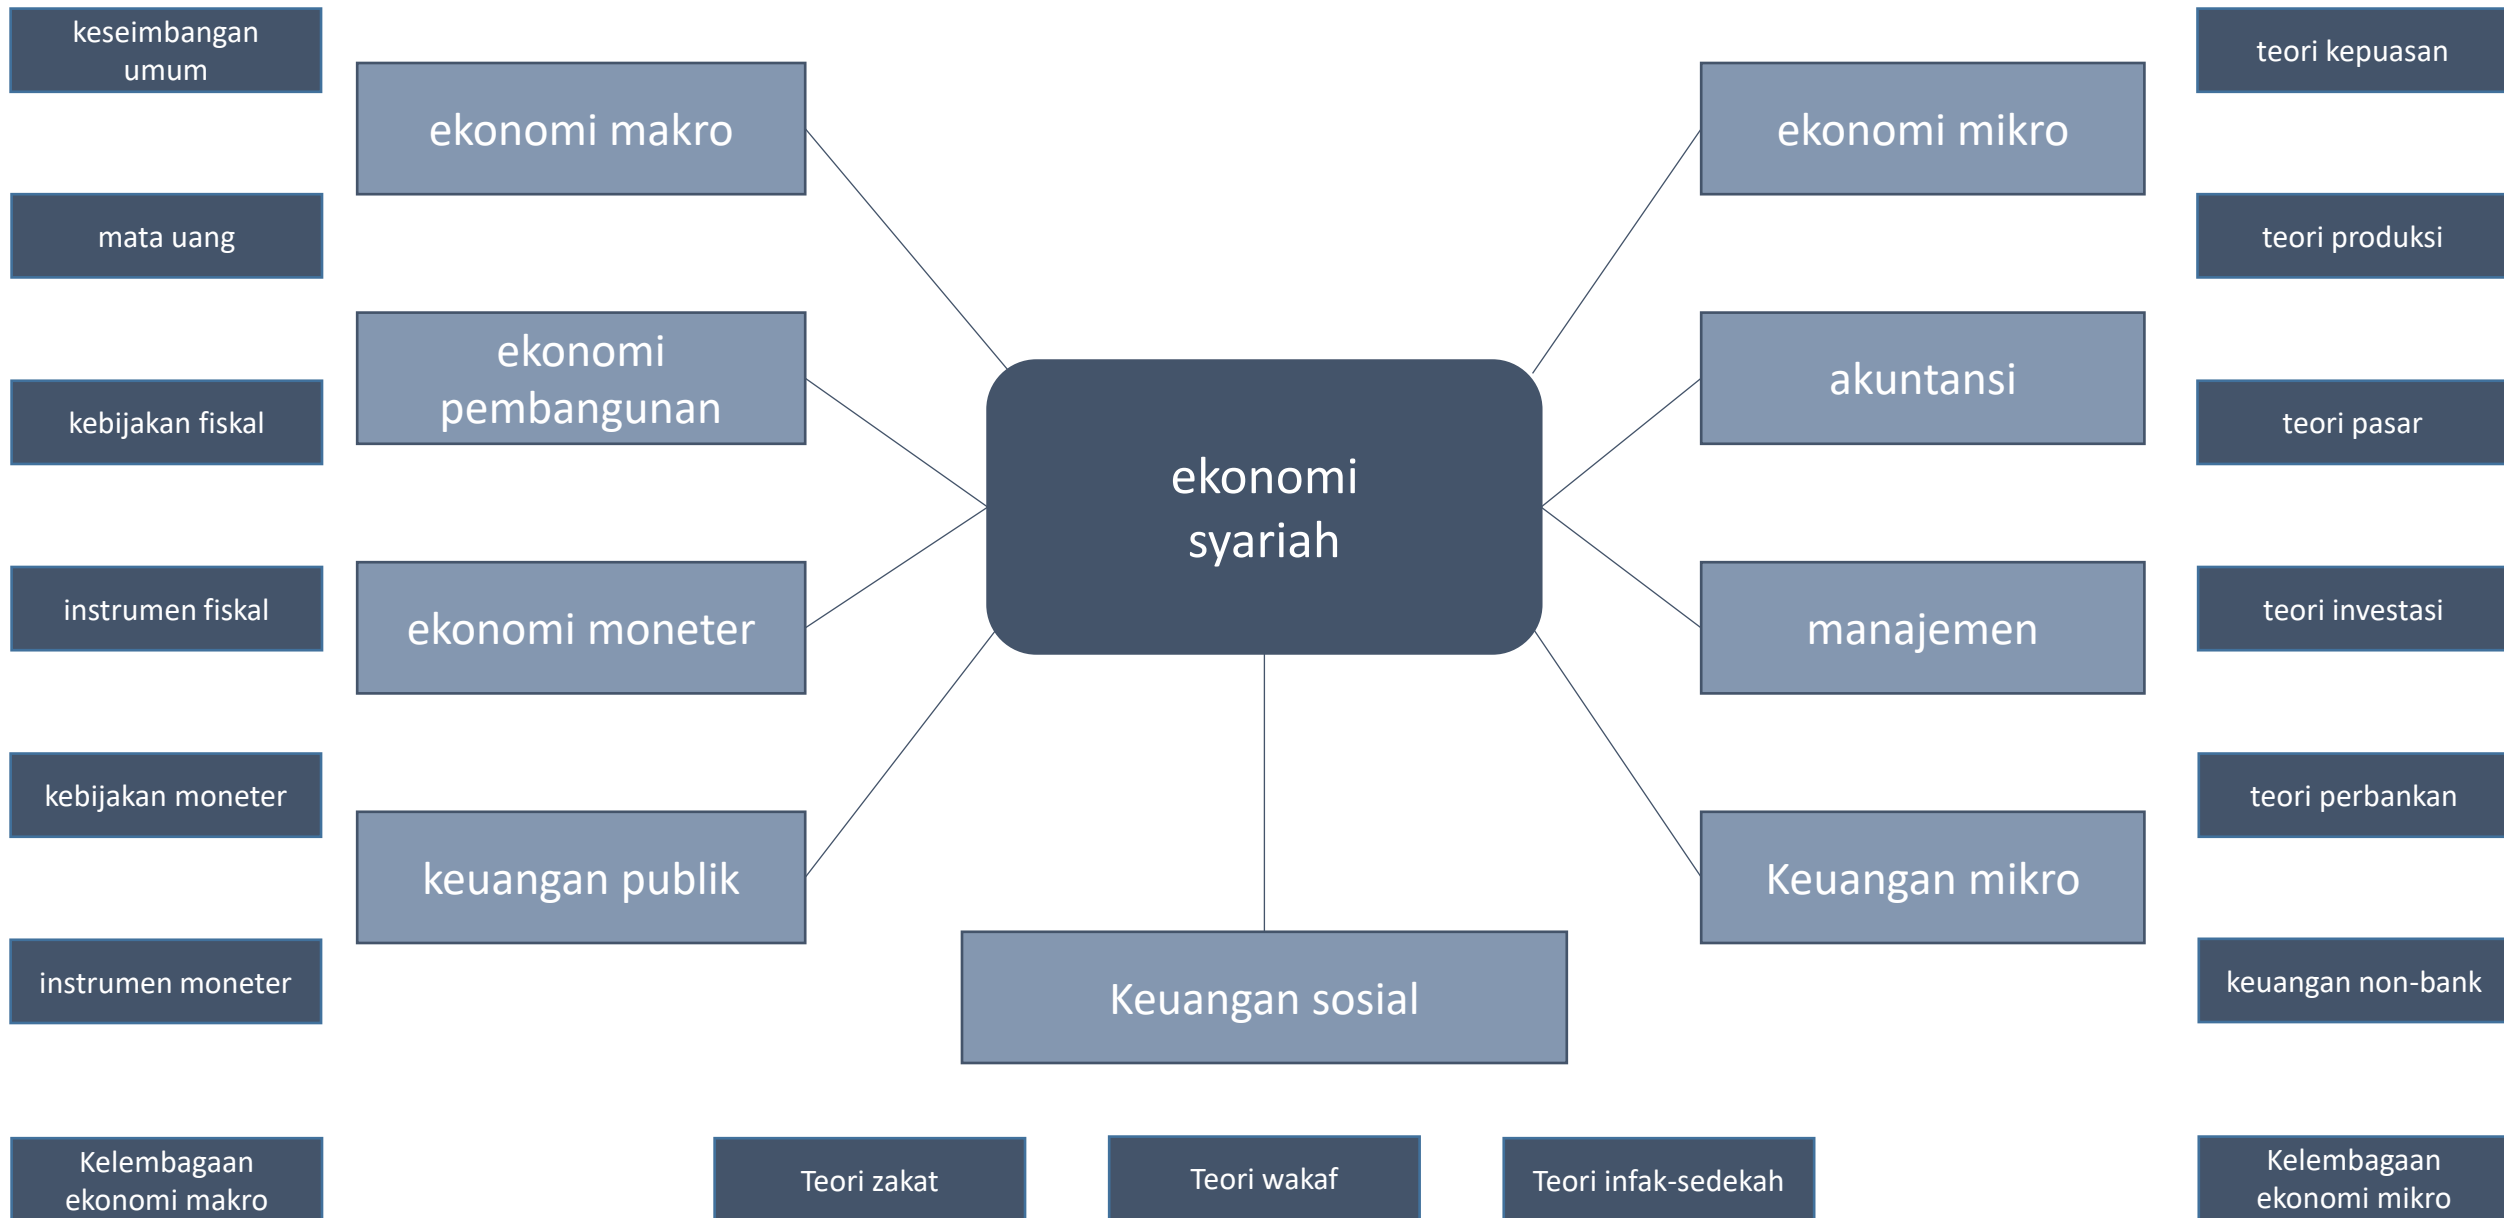 keseimbangan
umum
mata uang
kebijakan fiskal
instrumen fiskal
kebijakan moneter
instrumen moneter
Kelembagaan
ekonomi makro
ekonomi makro
ekonomi
pembangunan
ekonomi moneter
keuangan publik
ekonomi
syariah
Keuangan sosial
Teori zakat
Teori wakaf
Teori infak-sedekah
ekonomi mikro
akuntansi
manajemen
Keuangan mikro
teori kepuasan
teori produksi
teori pasar
teori investasi
teori perbankan
keuangan non-bank
Kelembagaan
ekonomi mikro